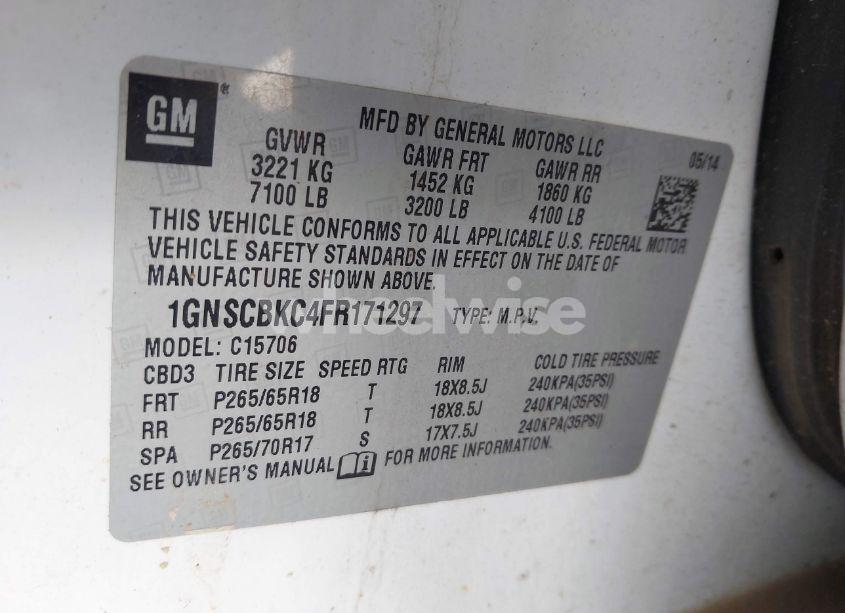 GM
MFD BY GENERAL MOTORS LLC
05/14
GVWR GAWR FRT GAWR RR
3221 KG 1452 KG 1860 KG
7100 LB 3200 LB 4100 LB
THIS VEHICLE CONFORMS TO ALL APPLICABLE U.S. FEDERAL MOTOR
VEHICLE SAFETY STANDARDS IN EFFECT ON THE DATE OF
MANUFACTURE SHOWN ABOVE.
1GNSCBKC4FR171297 TYPE: M.P.V.
wheelwise
MODEL: C15706
CBD3 TIRE SIZE SPEED RTG RIM COLD TIRE PRESSURE
FRT P265/65R18 T 18X8.5J 240KPA(35PSI)
RR P265/65R18 T 18X8.5J 240KPA(35PSI)
SPA P265/70R17 S 17X7.5J 240KPA(35PSI)
SEE OWNER'S MANUAL FOR MORE INFORMATION.